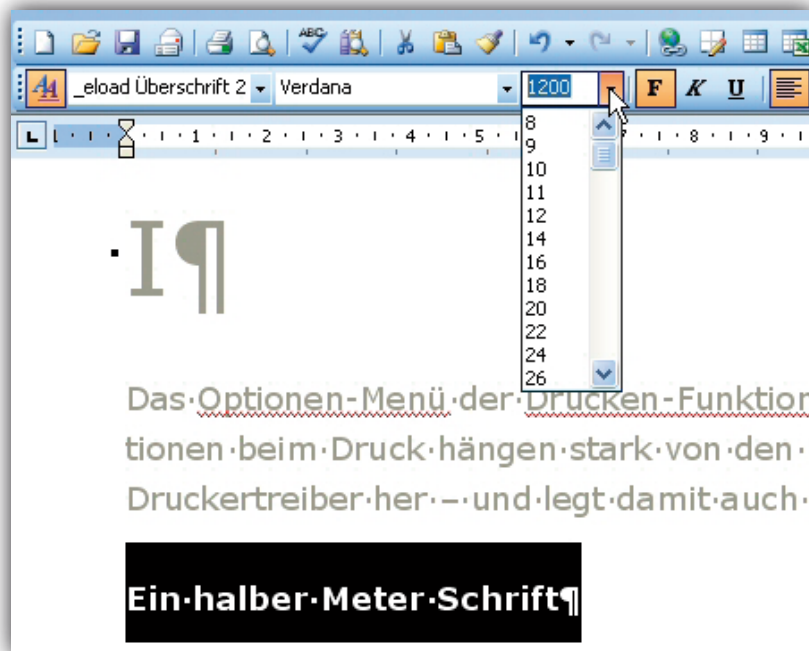 ABC
_eload Überschrift 2 Verdana 1200 F K U
L 1 1 2 3 4 5 7 8 9
8
9
10
11
12
14
16
18
20
22
24
26
I¶
Das·Optionen-Menü·der·Drucken-Funktion
tionen·beim·Druck·hängen·stark·von·den·
Druckertreiber·her·–·und·legt·damit·auch·
Ein·halber·Meter·Schrift¶